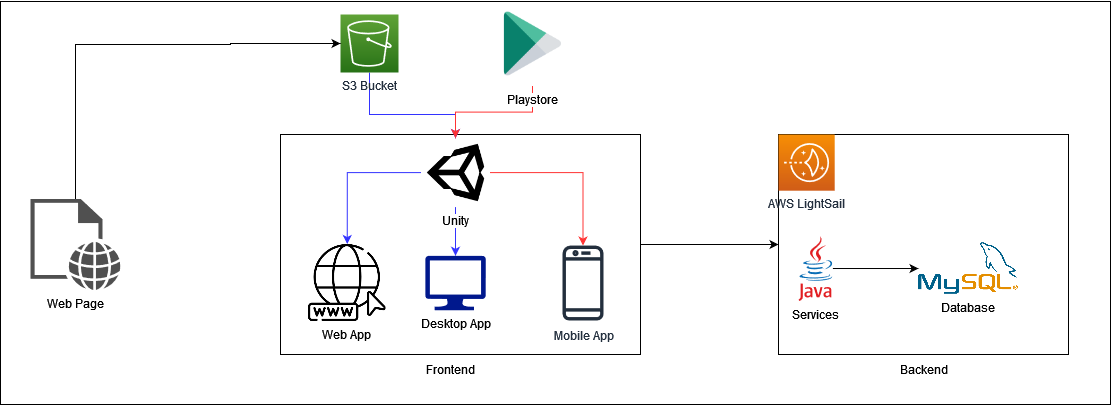 S3 Bucket
Playstore
Unity
AWS LightSail
Web Page
WWW
Web App
Desktop App
Mobile App
Java
Services
MySQL
Database
Frontend
Backend